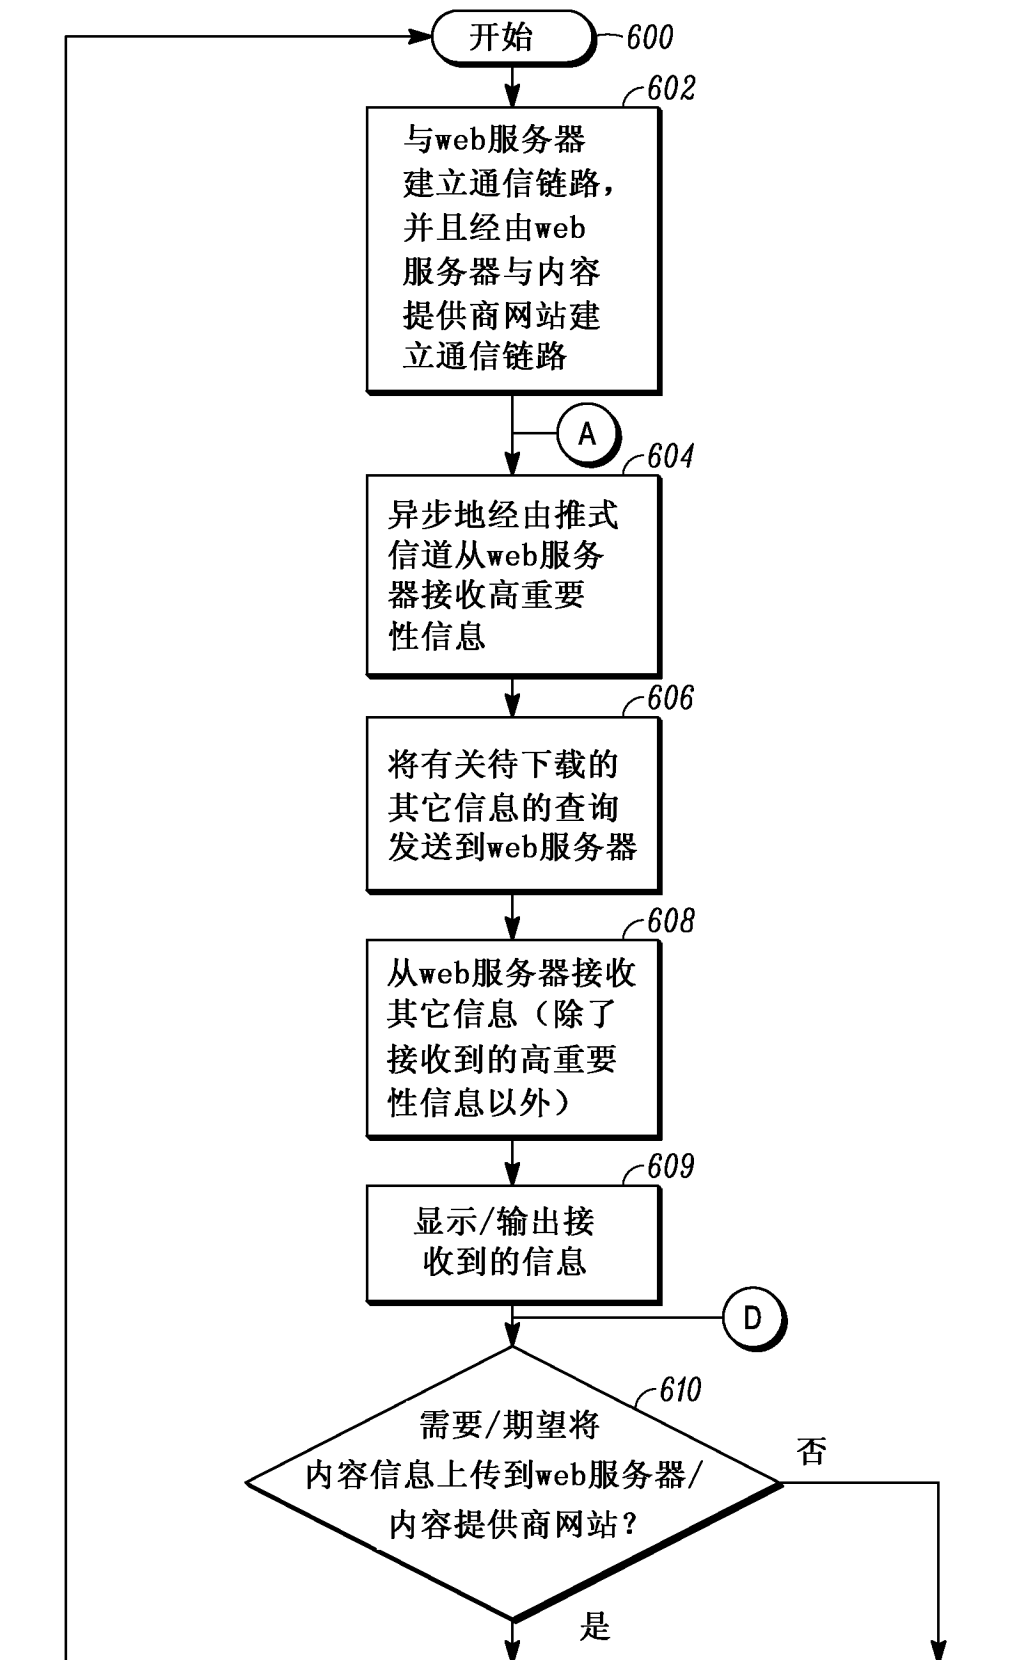 开始
600
602
与web服务器
建立通信链路，
并且经由web
服务器与内容
提供商网站建
立通信链路
A
604
异步地经由推式
信道从web服务
器接收高重要
性信息
606
将有关待下载的
其它信息的查询
发送到web服务器
608
从web服务器接收
其它信息（除了
接收到的高重要
性信息以外）
609
显示/输出接
收到的信息
D
610
需要/期望将
内容信息上传到web服务器/
内容提供商网站？
否
是